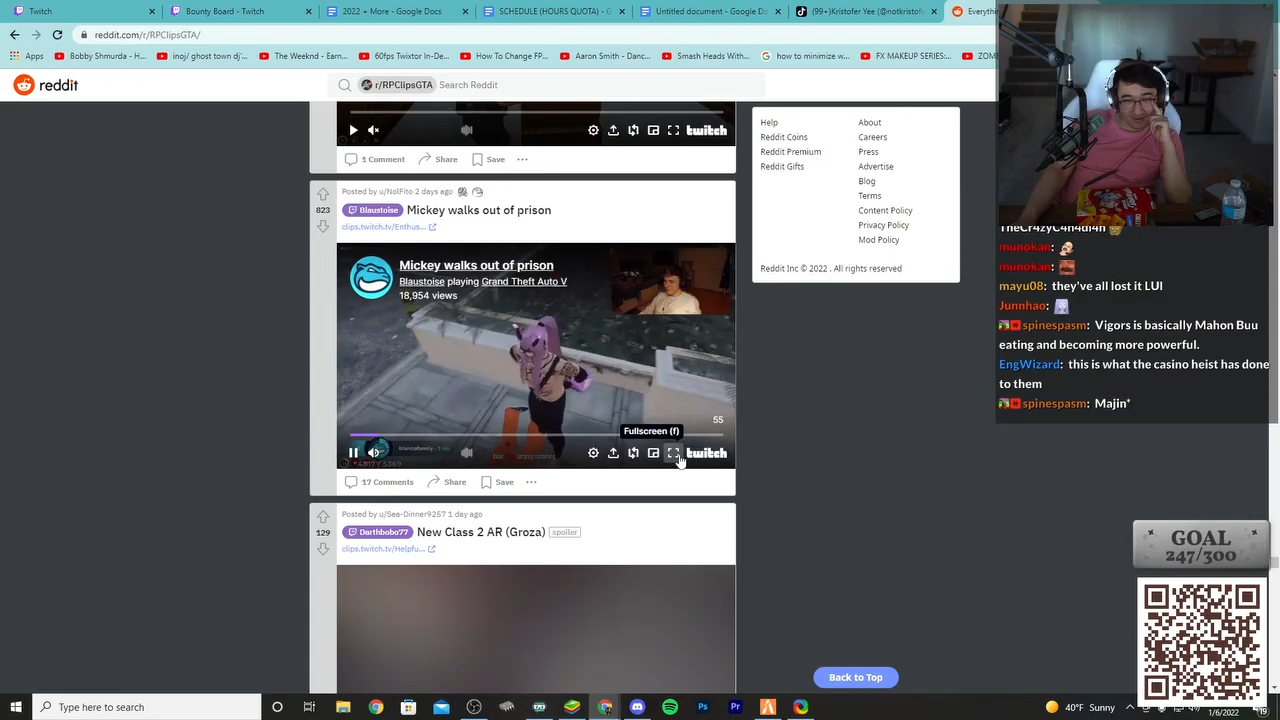 Twitch
Bounty Board - Twitch
2022 + More - Google Docs
SCHEDULE (HOURS QUOTA) - G
Untitled document - Google Do
(99+)Kristofer Yee (@notkristofe
Reddit - Everythin
reddit.com/r/RPClipsGTA/
Apps
Bobby Shmurda - H...
inoj/ ghost town dj'...
The Weeknd - Earn...
60fps Twixtor In-De...
How To Change FP...
Aaron Smith - Danc...
Smash Heads With...
how to minimize w...
FX MAKEUP SERIES:...
reddit
r/RPClipsGTA
Search Reddit
twitch
1 Comment
Share
Save
Help
Reddit Coins
Reddit Premium
Reddit Gifts
About
Careers
Press
Advertise
Blog
Terms
Content Policy
Privacy Policy
Mod Policy
Reddit Inc © 2022 . All rights reserved
Posted by u/NolFito 2 days ago
823
Blaustoise
Mickey walks out of prison
clips.twitch.tv/Enthus...
Mickey walks out of prison
Blaustoise playing Grand Theft Auto V
18,954 views
55
Fullscreen (f)
twitch
17 Comments
Share
Save
Posted by u/Sea-Dinner9257 1 day ago
129
Darthbobo77
New Class 2 AR (Groza)
spoiler
clips.twitch.tv/Helpfu...
Back to Top
TheCr4zyC4n4di4n
munokan:
munokan:
mayu08: they've all lost it LUI
Junnhao:
spinespasm: Vigors is basically Mahon Buu
eating and becoming more powerful.
EngWizard: this is what the casino heist has done
to them
spinespasm: Majin*
GOAL
247/300
Type here to search
40°F Sunny
1/6/2022